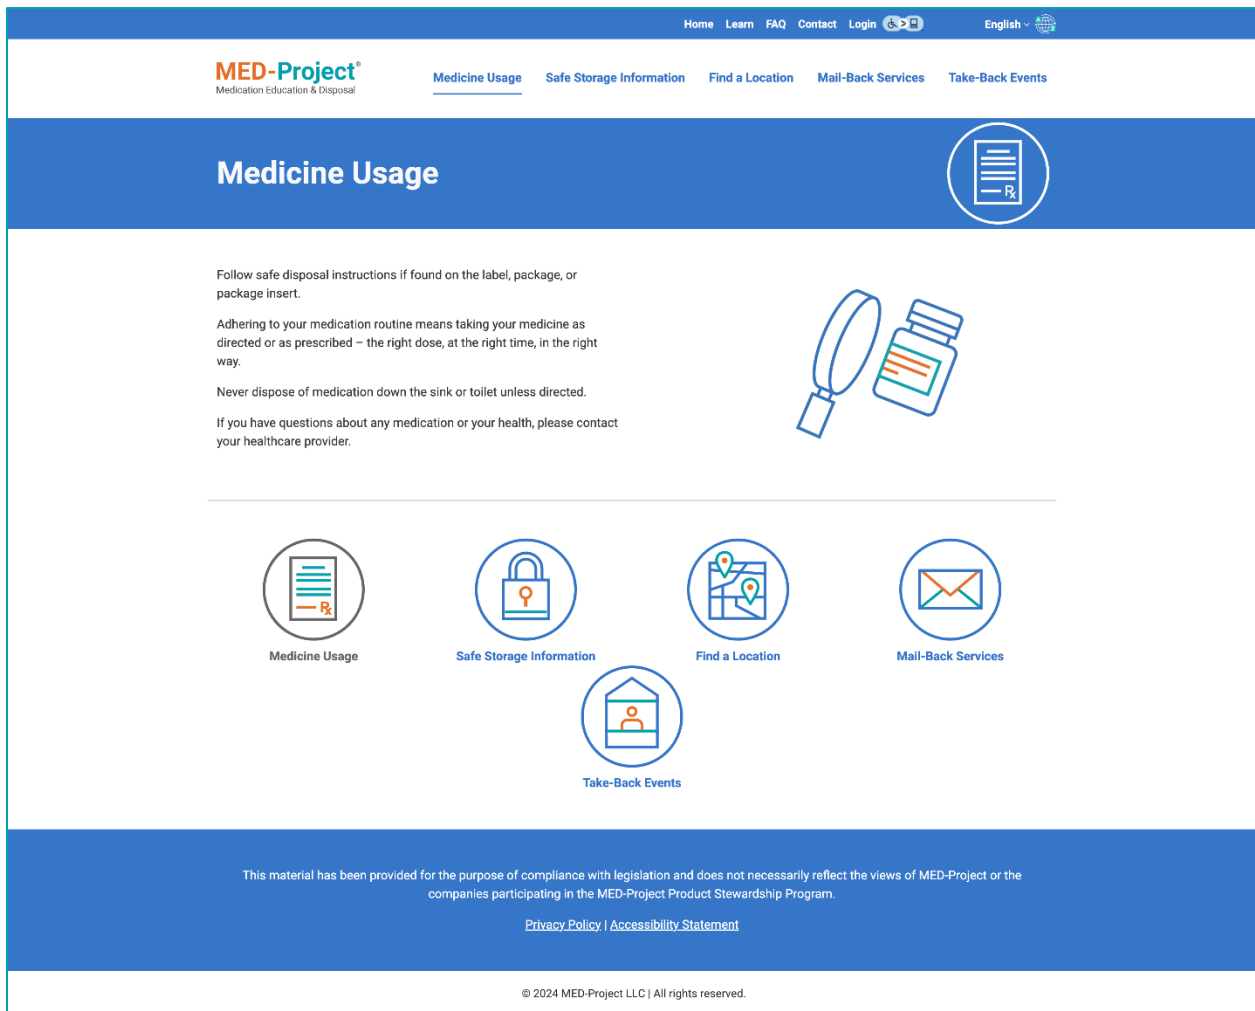 Home Learn FAQ Contact Login English
MED-Project®
Medication Education & Disposal
Medicine Usage Safe Storage Information Find a Location Mail-Back Services Take-Back Events
Medicine Usage
Rx
Follow safe disposal instructions if found on the label, package, or
package insert.
Adhering to your medication routine means taking your medicine as
directed or as prescribed – the right dose, at the right time, in the right
way.
Never dispose of medication down the sink or toilet unless directed.
If you have questions about any medication or your health, please contact
your healthcare provider.
Rx
Medicine Usage Safe Storage Information Find a Location Mail-Back Services
Take-Back Events
This material has been provided for the purpose of compliance with legislation and does not necessarily reflect the views of MED-Project or the
companies participating in the MED-Project Product Stewardship Program.
Privacy Policy | Accessibility Statement
© 2024 MED-Project LLC | All rights reserved.